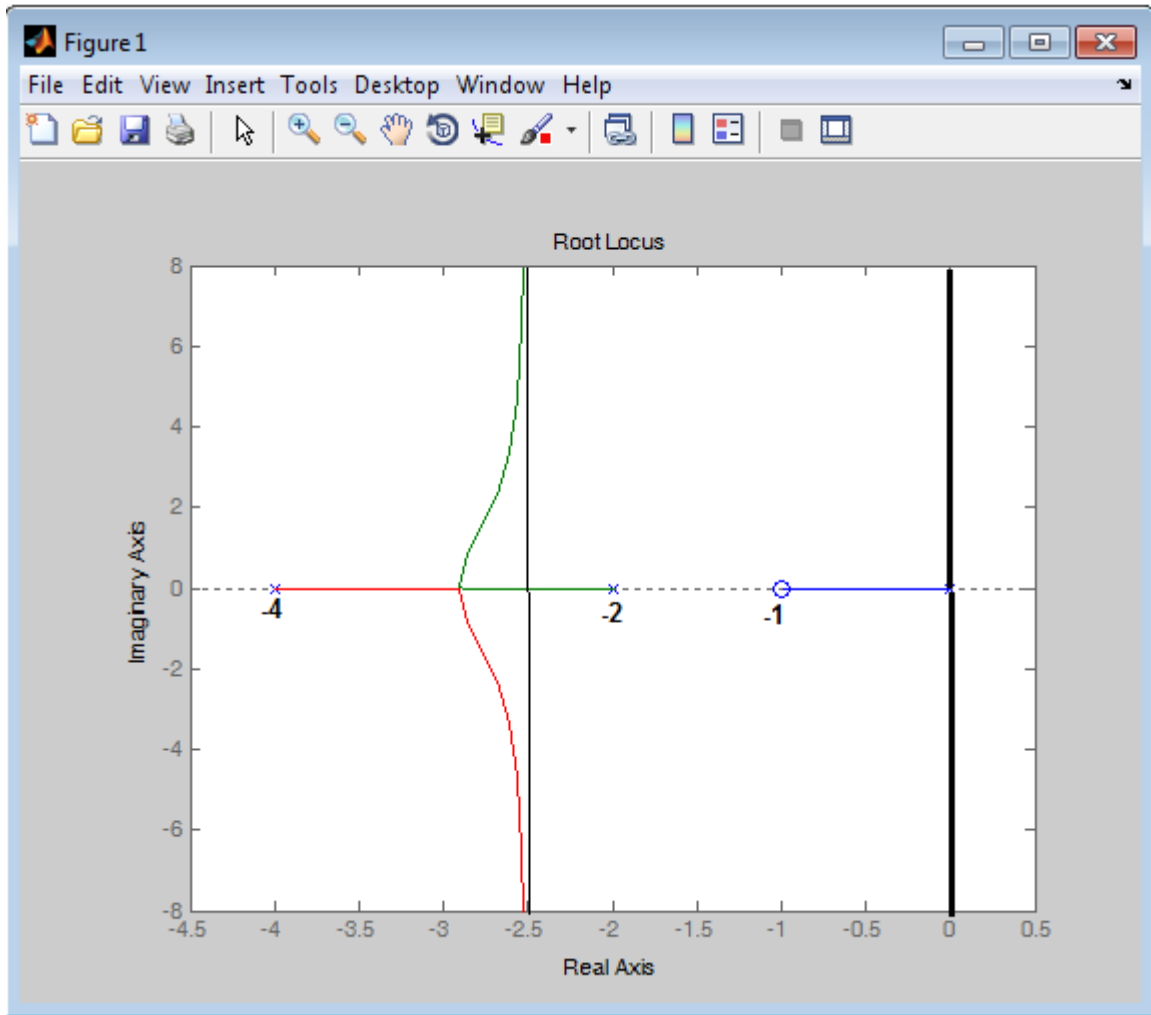 Figure 1
File Edit View Insert Tools Desktop Window Help
Root Locus
8
6
4
2
0
-2
-4
-6
-8
Imaginary Axis
-4
-2
-1
-4.5 -4 -3.5 -3 -2.5 -2 -1.5 -1 -0.5 0 0.5
Real Axis